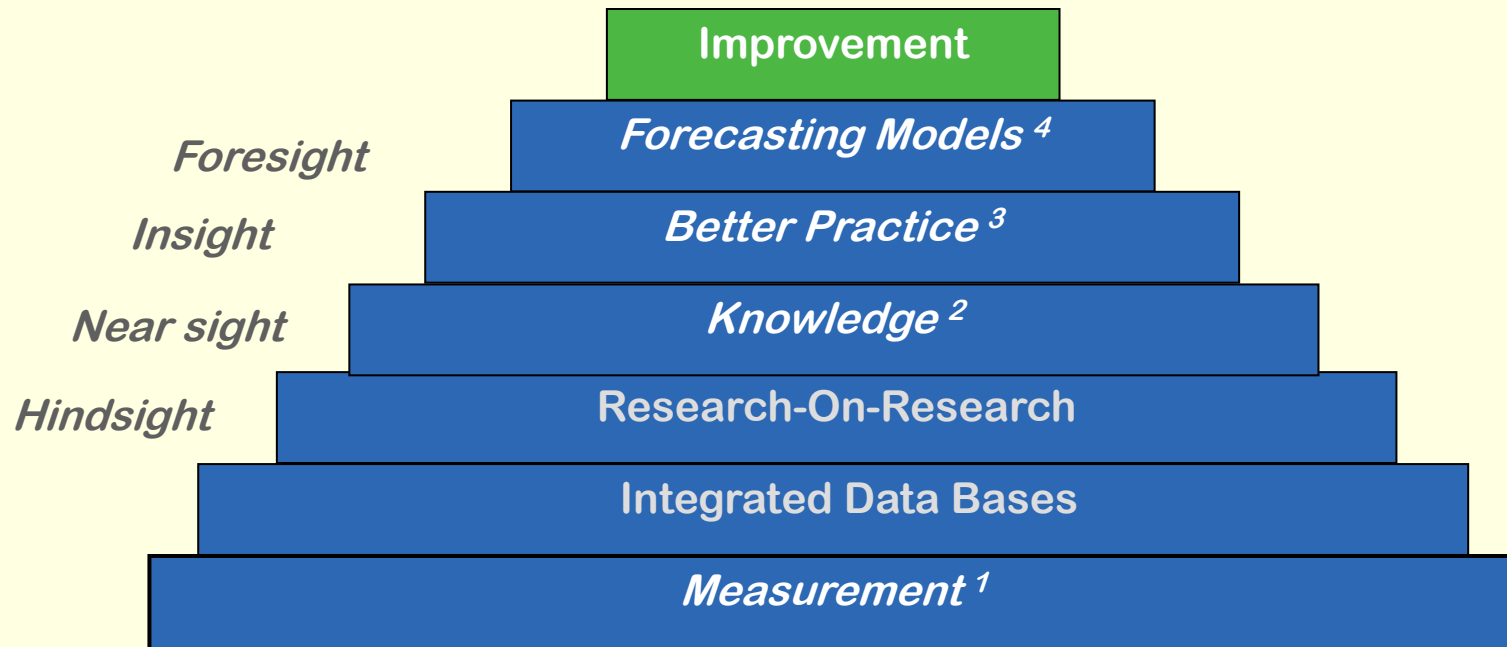 Improvement
Forecasting Models 4
Foresight
Better Practice 3
Insight
Knowledge 2
Near sight
Research-On-Research
Hindsight
Integrated Data Bases
Measurement 1